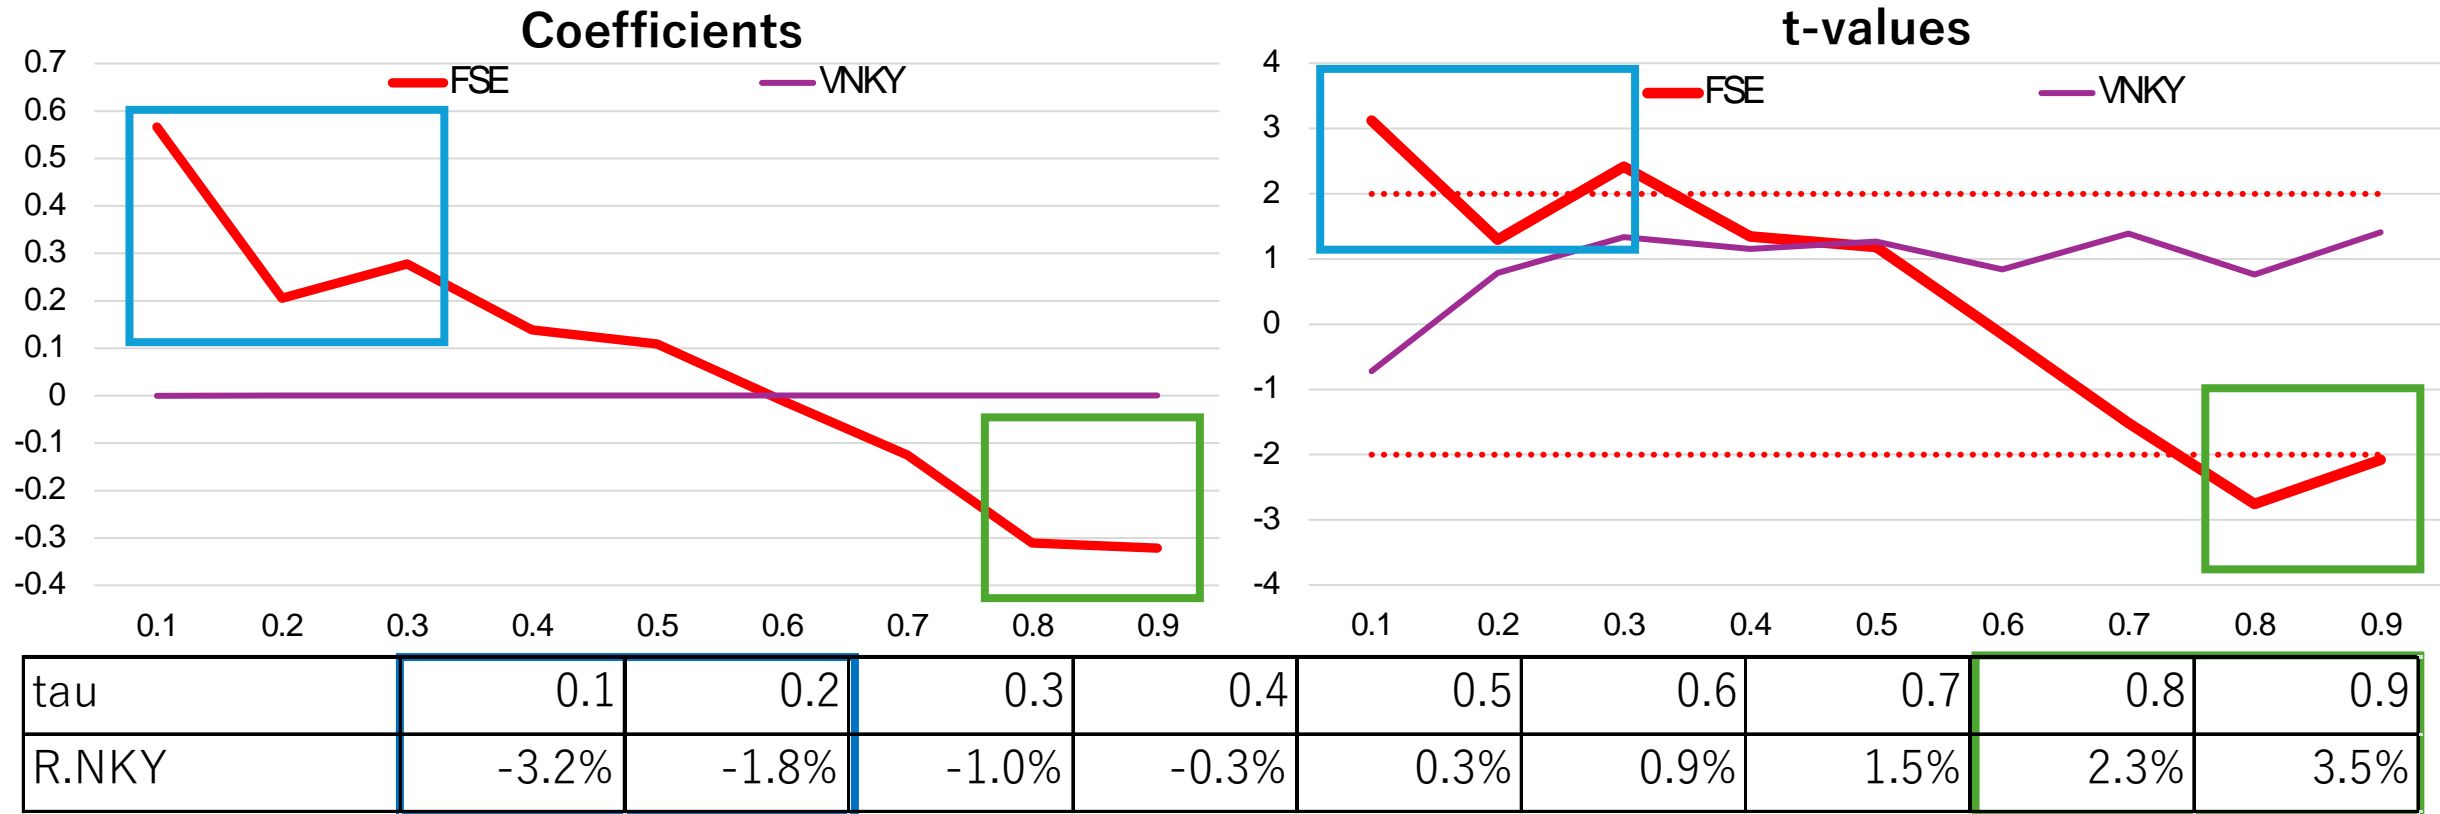 Coefficients
FSE VNKY
0.7
0.6
0.5
0.4
0.3
0.2
0.1
0
-0.1
-0.2
-0.3
-0.4
0.1 0.2 0.3 0.4 0.5 0.6 0.7 0.8 0.9
t-values
FSE VNKY
4
3
2
1
0
-1
-2
-3
-4
0.1 0.2 0.3 0.4 0.5 0.6 0.7 0.8 0.9
tau 0.1 0.2 0.3 0.4 0.5 0.6 0.7 0.8 0.9
R.NKY -3.2% -1.8% -1.0% -0.3% 0.3% 0.9% 1.5% 2.3% 3.5%